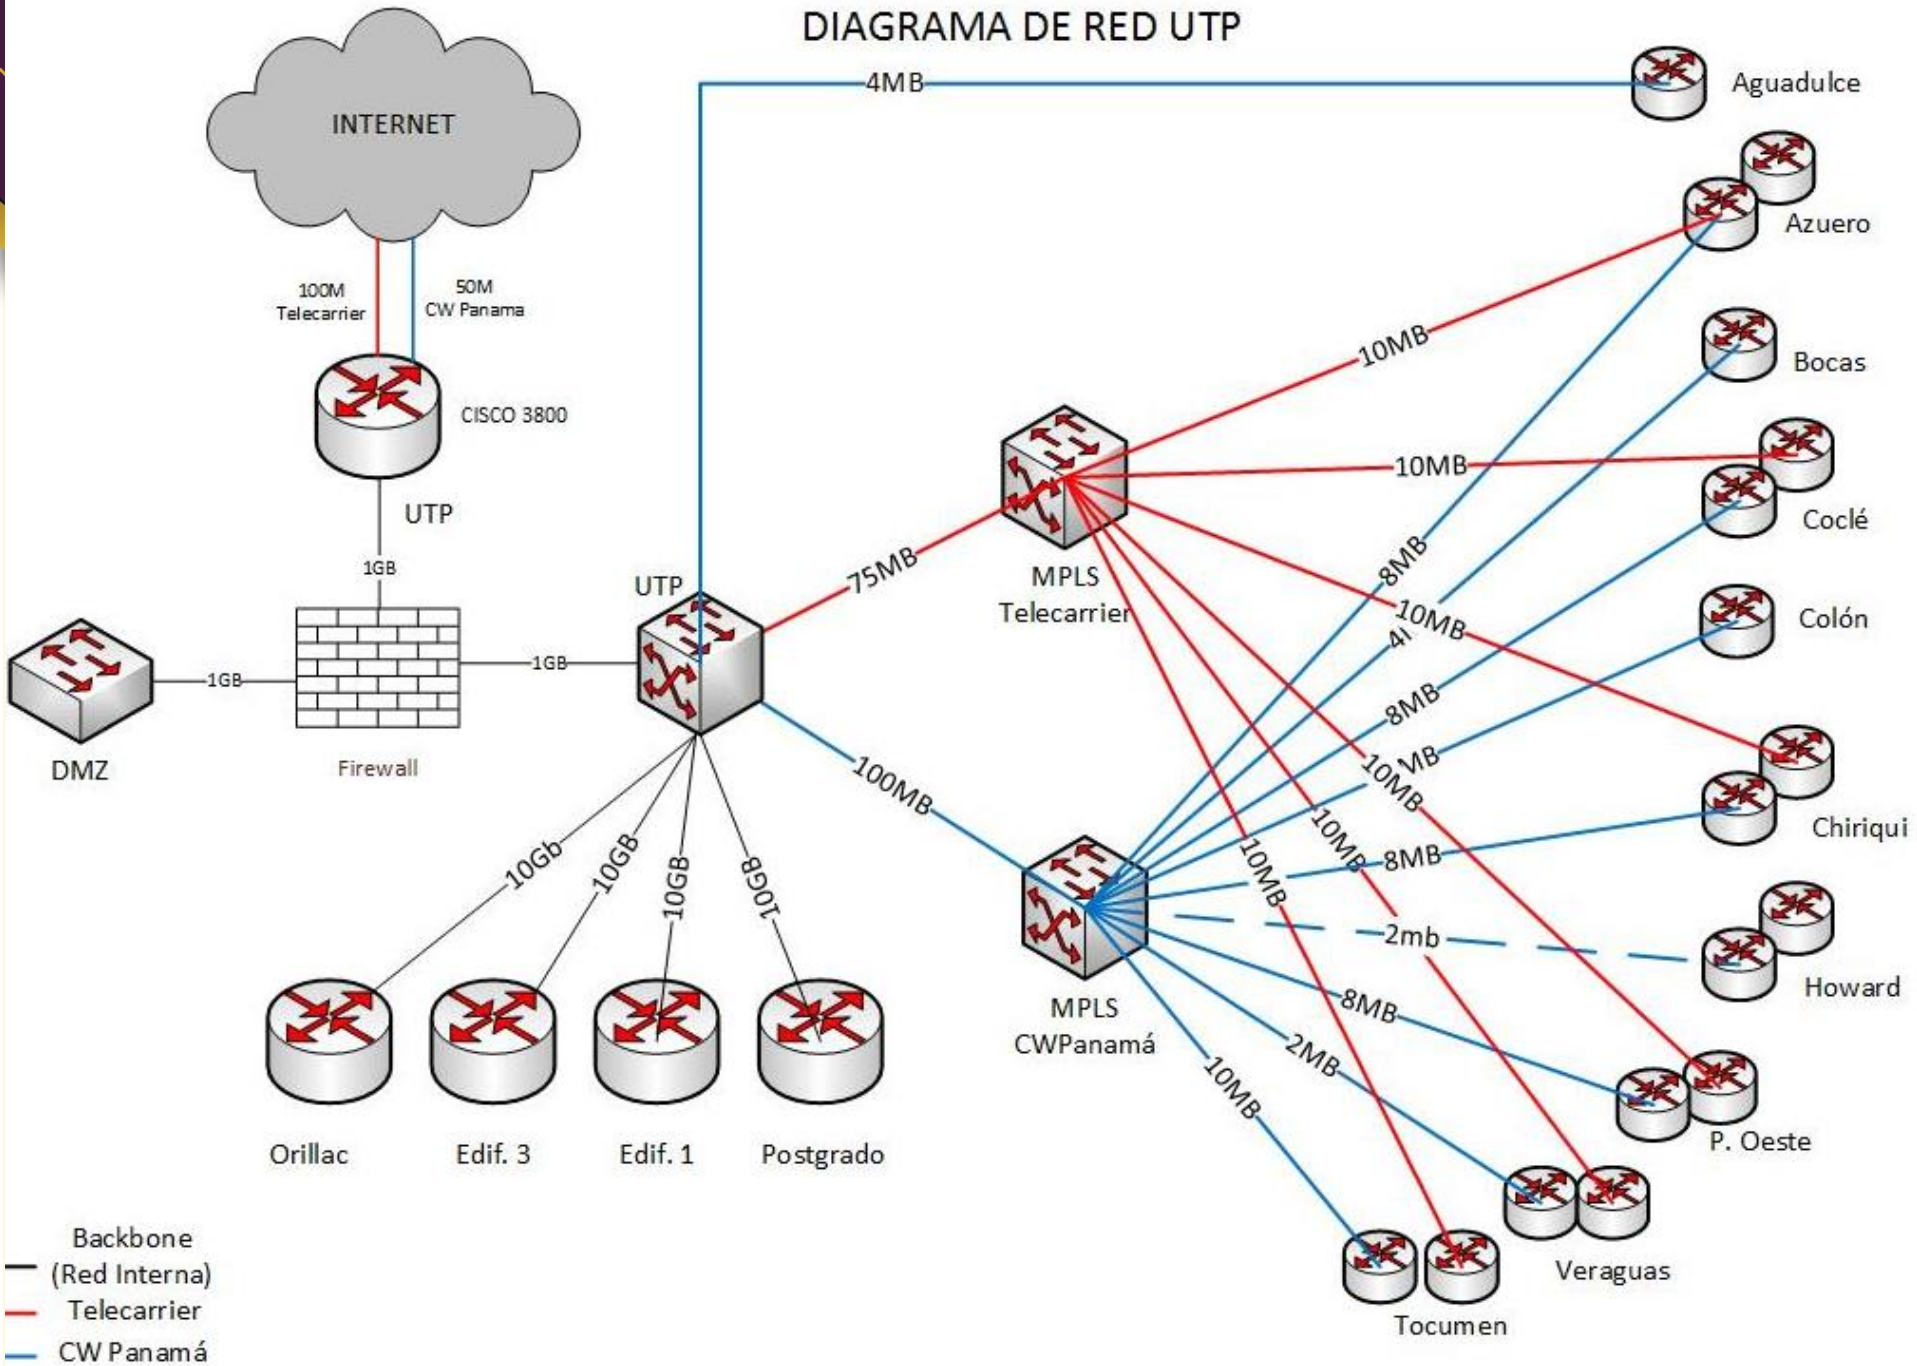 DIAGRAMA DE RED UTP
INTERNET
100M
Telecarrier
50M
CW Panama
CISCO 3800
UTP
1GB
1GB
1GB
DMZ
Firewall
UTP
4MB
75MB
100MB
10Gb
10GB
10GB
10GB
Orillac
Edif. 3
Edif. 1
Postgrado
MPLS
Telecarrier
MPLS
CWPanamá
10MB
10MB
10MB
10MB
10MB
10MB
8MB
8MB
8MB
2mb
8MB
2MB
10MB
Aguadulce
Azuero
Bocas
Coclé
Colón
Chiriqui
Howard
P. Oeste
Veraguas
Tocumen
Backbone
(Red Interna)
Telecarrier
CW Panamá